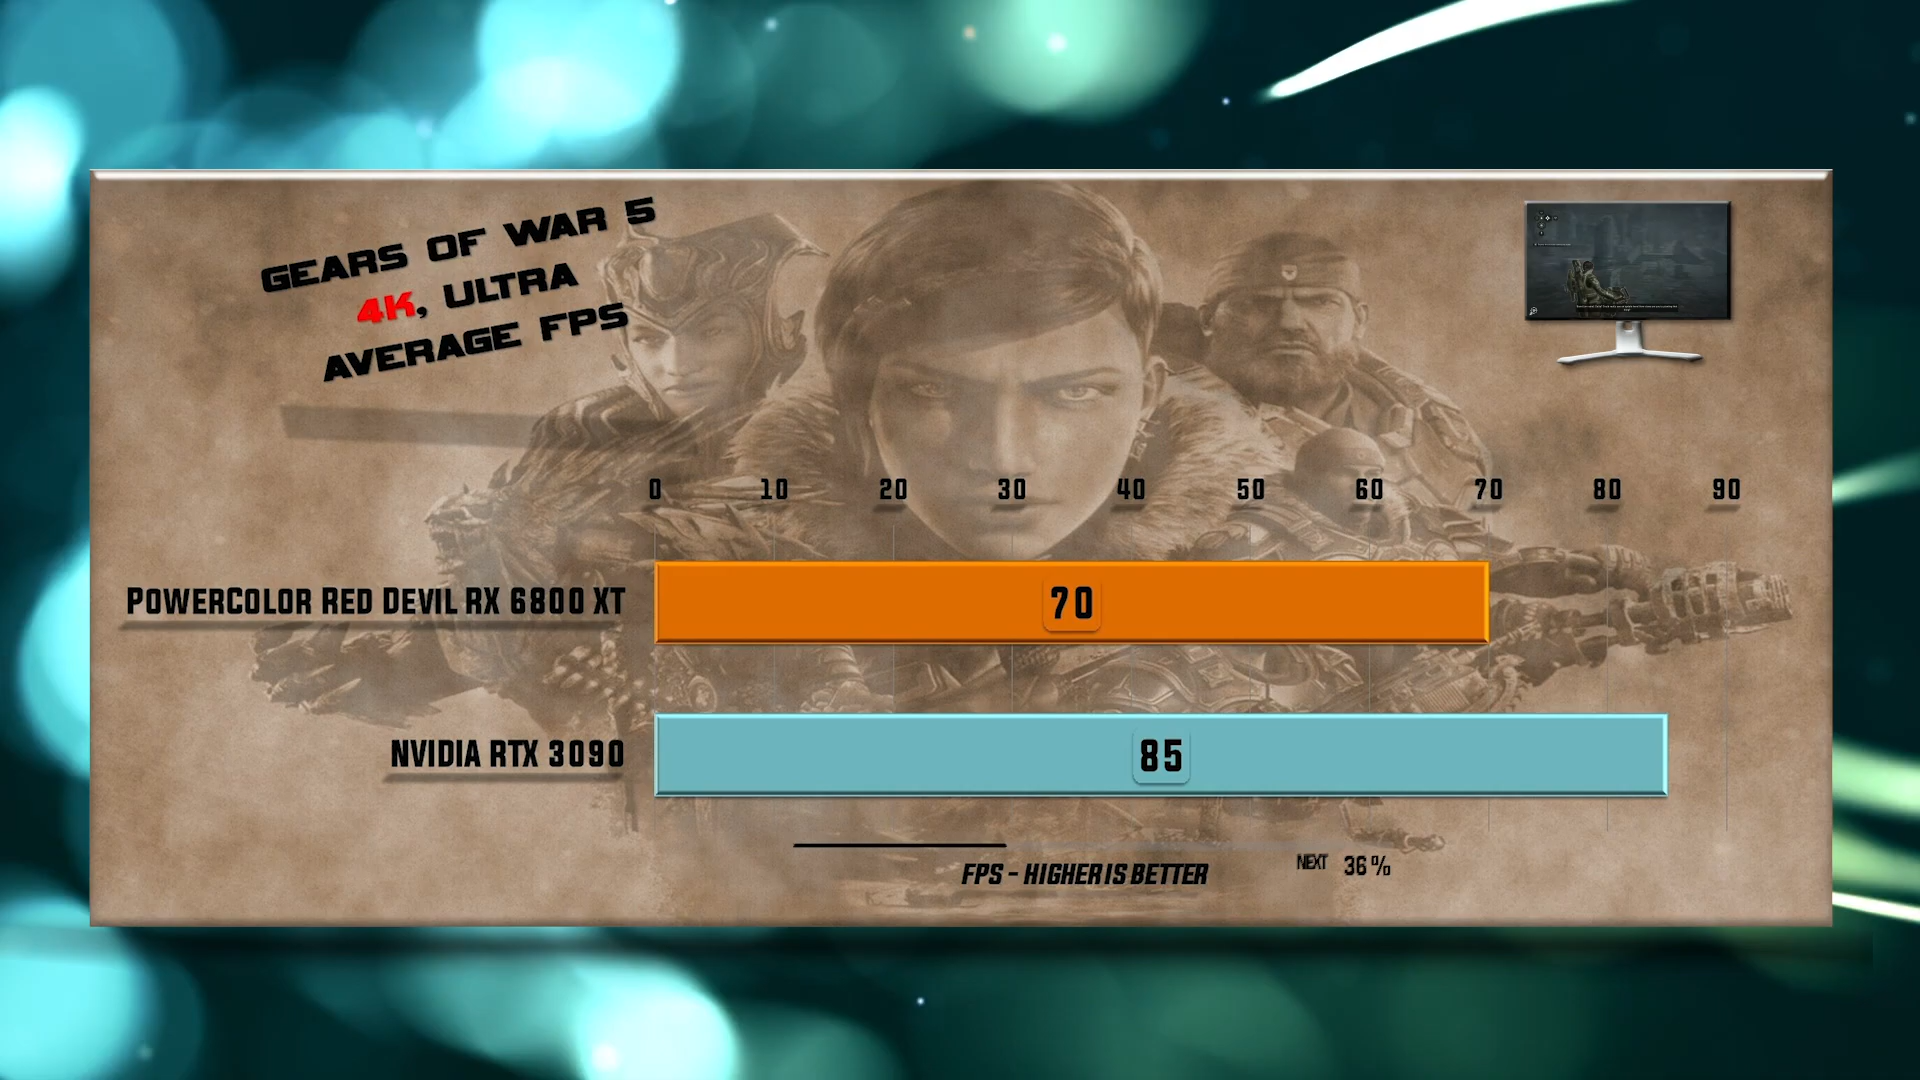 GEARS OF WAR 5
4K, ULTRA
AVERAGE FPS
0 10 20 30 40 50 60 70 80 90
POWERCOLOR RED DEVIL RX 6800 XT 70
NVIDIA RTX 3090 85
FPS - HIGHER IS BETTER
NEXT 36%